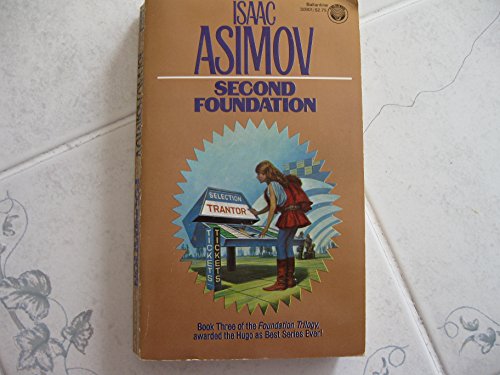 ISAAC
ASIMOV
SECOND
FOUNDATION
Ballantine
SELECTION
TRANTOR
TICKETS
TICKETS
Book Three of the Foundation Trilogy,
awarded the Hugo as Best Series Ever!